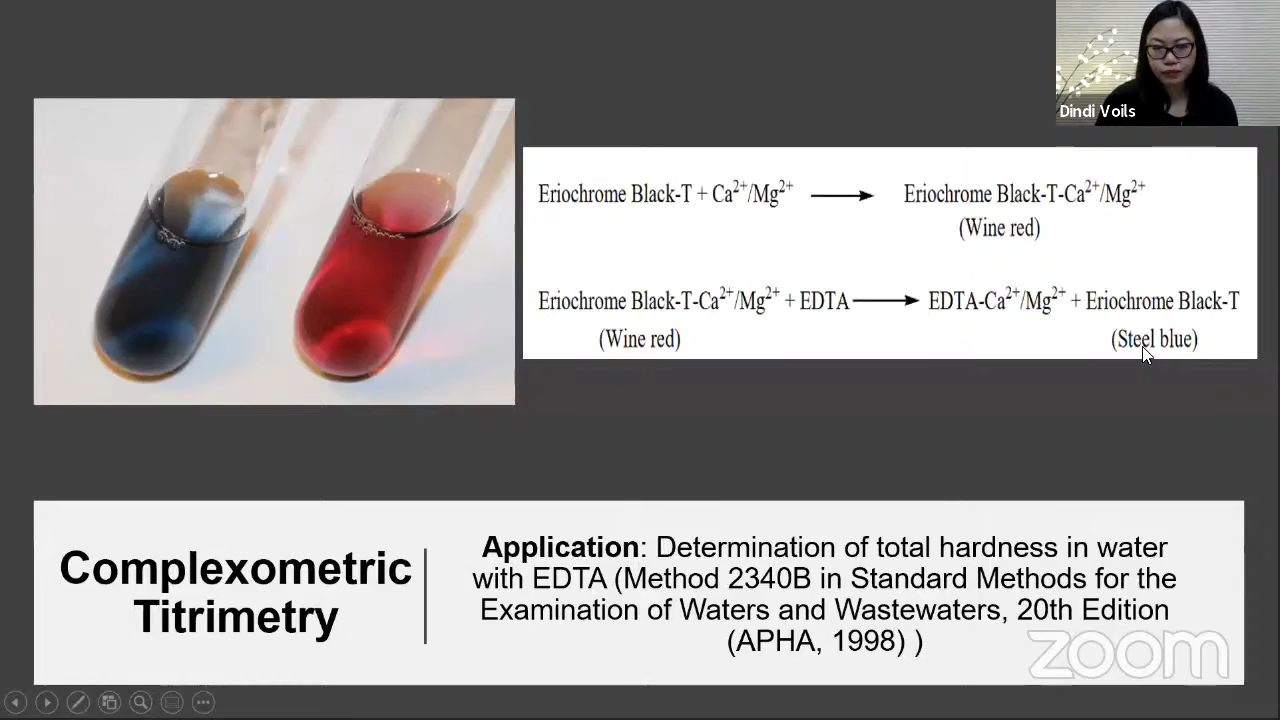 Dindi Voils
Eriochrome Black-T + Ca²⁺/Mg²⁺ ⟶ Eriochrome Black-T-Ca²⁺/Mg²⁺
(Wine red)
Eriochrome Black-T-Ca²⁺/Mg²⁺ + EDTA ⟶ EDTA-Ca²⁺/Mg²⁺ + Eriochrome Black-T
(Wine red) (Steel blue)
Complexometric
Titrimetry
Application: Determination of total hardness in water
with EDTA (Method 2340B in Standard Methods for the
Examination of Waters and Wastewaters, 20th Edition
(APHA, 1998) )
zoom